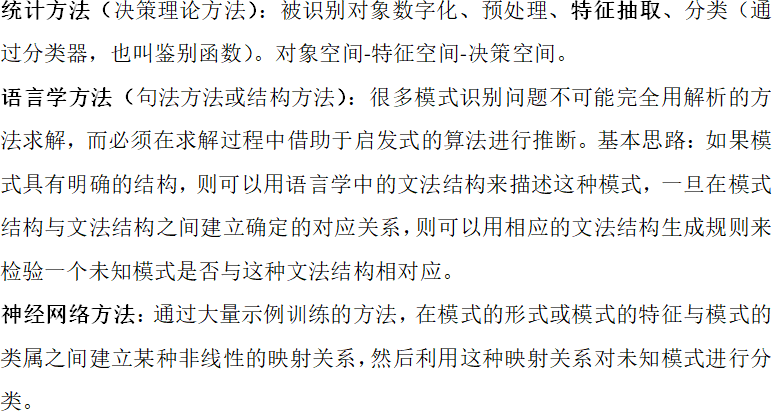 统计方法（决策理论方法）：被识别对象数字化、预处理、特征抽取、分类（通
过分类器，也叫鉴别函数）。对象空间-特征空间-决策空间。
语言学方法（句法方法或结构方法）：很多模式识别问题不可能完全用解析的方
法求解，而必须在求解过程中借助于启发式的算法进行推断。基本思路：如果模
式具有明确的结构，则可以用语言学中的文法结构来描述这种模式，一旦在模式
结构与文法结构之间建立确定的对应关系，则可以用相应的文法结构生成规则来
检验一个未知模式是否与这种文法结构相对应。
神经网络方法：通过大量示例训练的方法，在模式的形式或模式的特征与模式的
类属之间建立某种非线性的映射关系，然后利用这种映射关系对未知模式进行分
类。